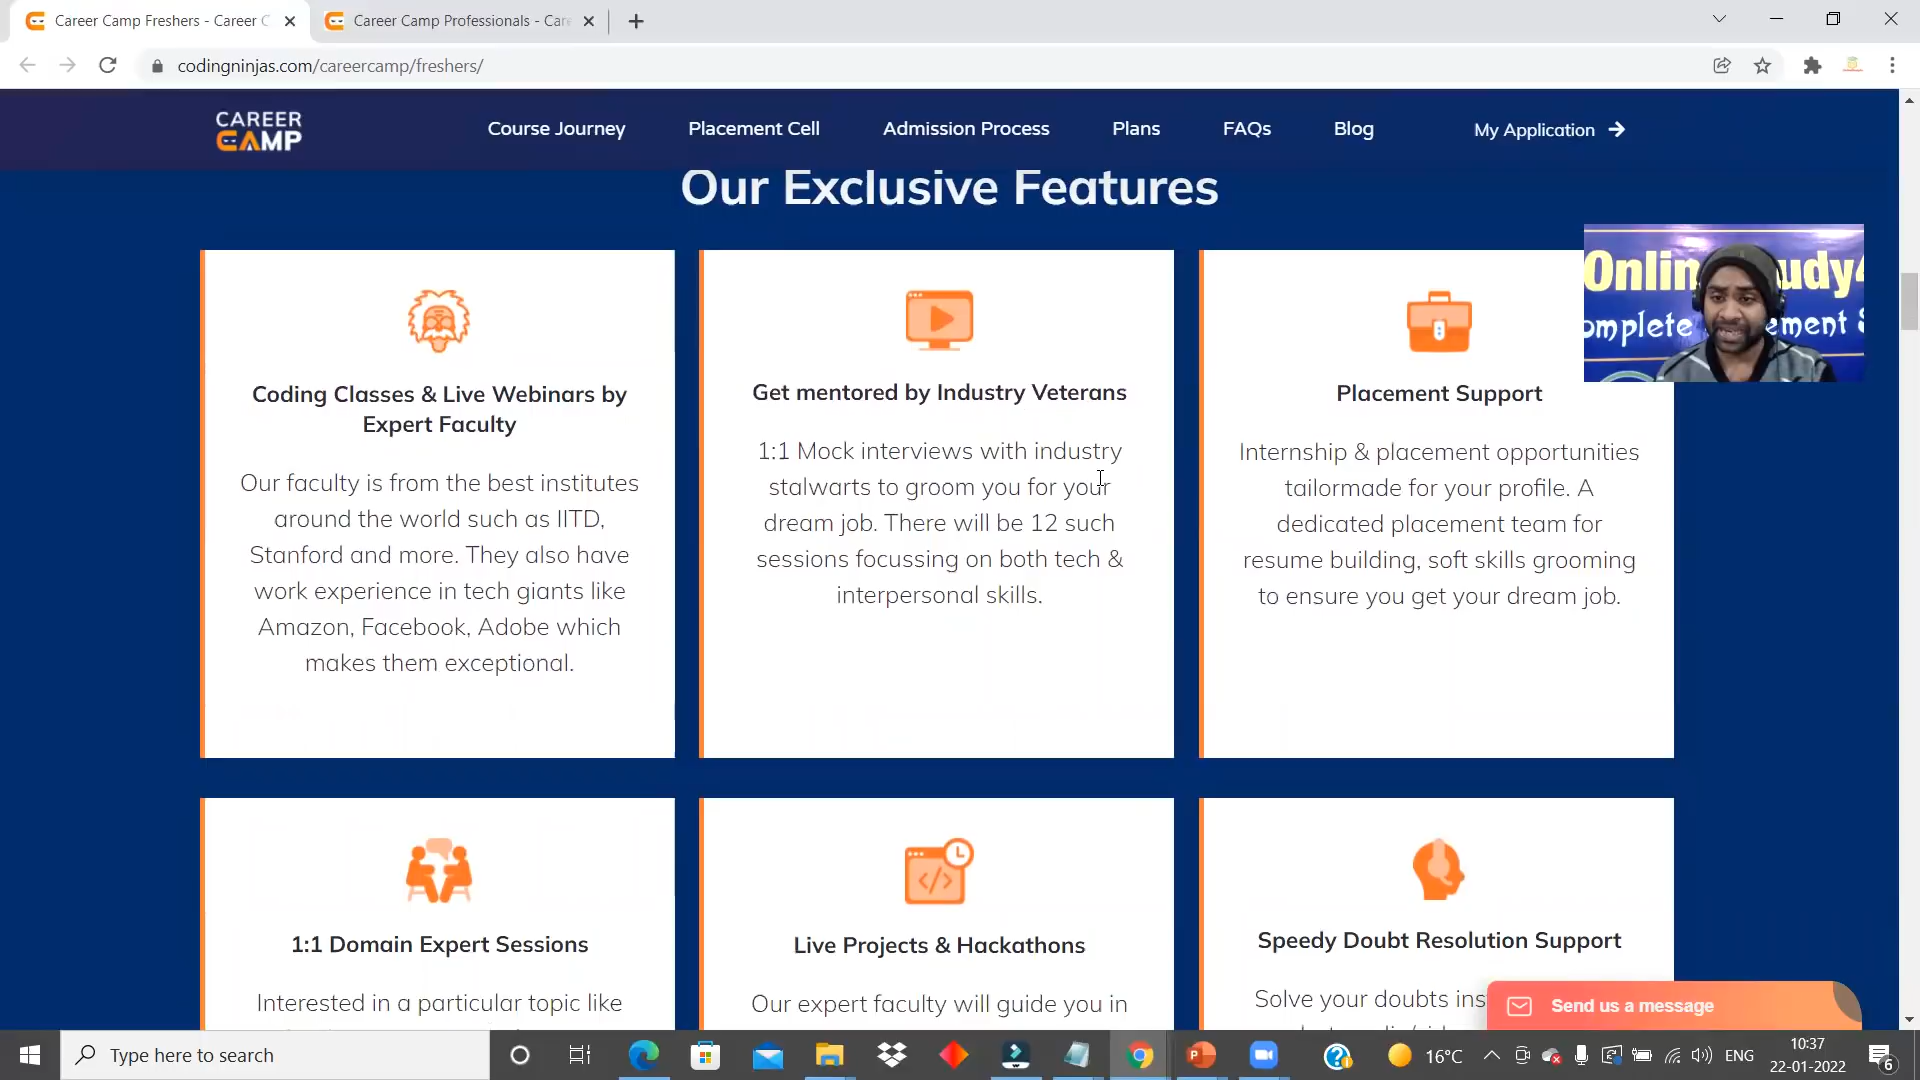 Career Camp Freshers - Career C
Career Camp Professionals - Car
codingninjas.com/careercamp/freshers/
CAREER
CAMP
Course Journey
Placement Cell
Admission Process
Plans
FAQs
Blog
My Application
Our Exclusive Features
Coding Classes & Live Webinars by
Expert Faculty
Our faculty is from the best institutes
around the world such as IITD,
Stanford and more. They also have
work experience in tech giants like
Amazon, Facebook, Adobe which
makes them exceptional.
Get mentored by Industry Veterans
1:1 Mock interviews with industry
stalwarts to groom you for your
dream job. There will be 12 such
sessions focussing on both tech &
interpersonal skills.
Placement Support
Internship & placement opportunities
tailormade for your profile. A
dedicated placement team for
resume building, soft skills grooming
to ensure you get your dream job.
1:1 Domain Expert Sessions
Interested in a particular topic like
Live Projects & Hackathons
Our expert faculty will guide you in
Speedy Doubt Resolution Support
Solve your doubts ins
Send us a message
Type here to search
16°C
ENG
10:37
22-01-2022
6